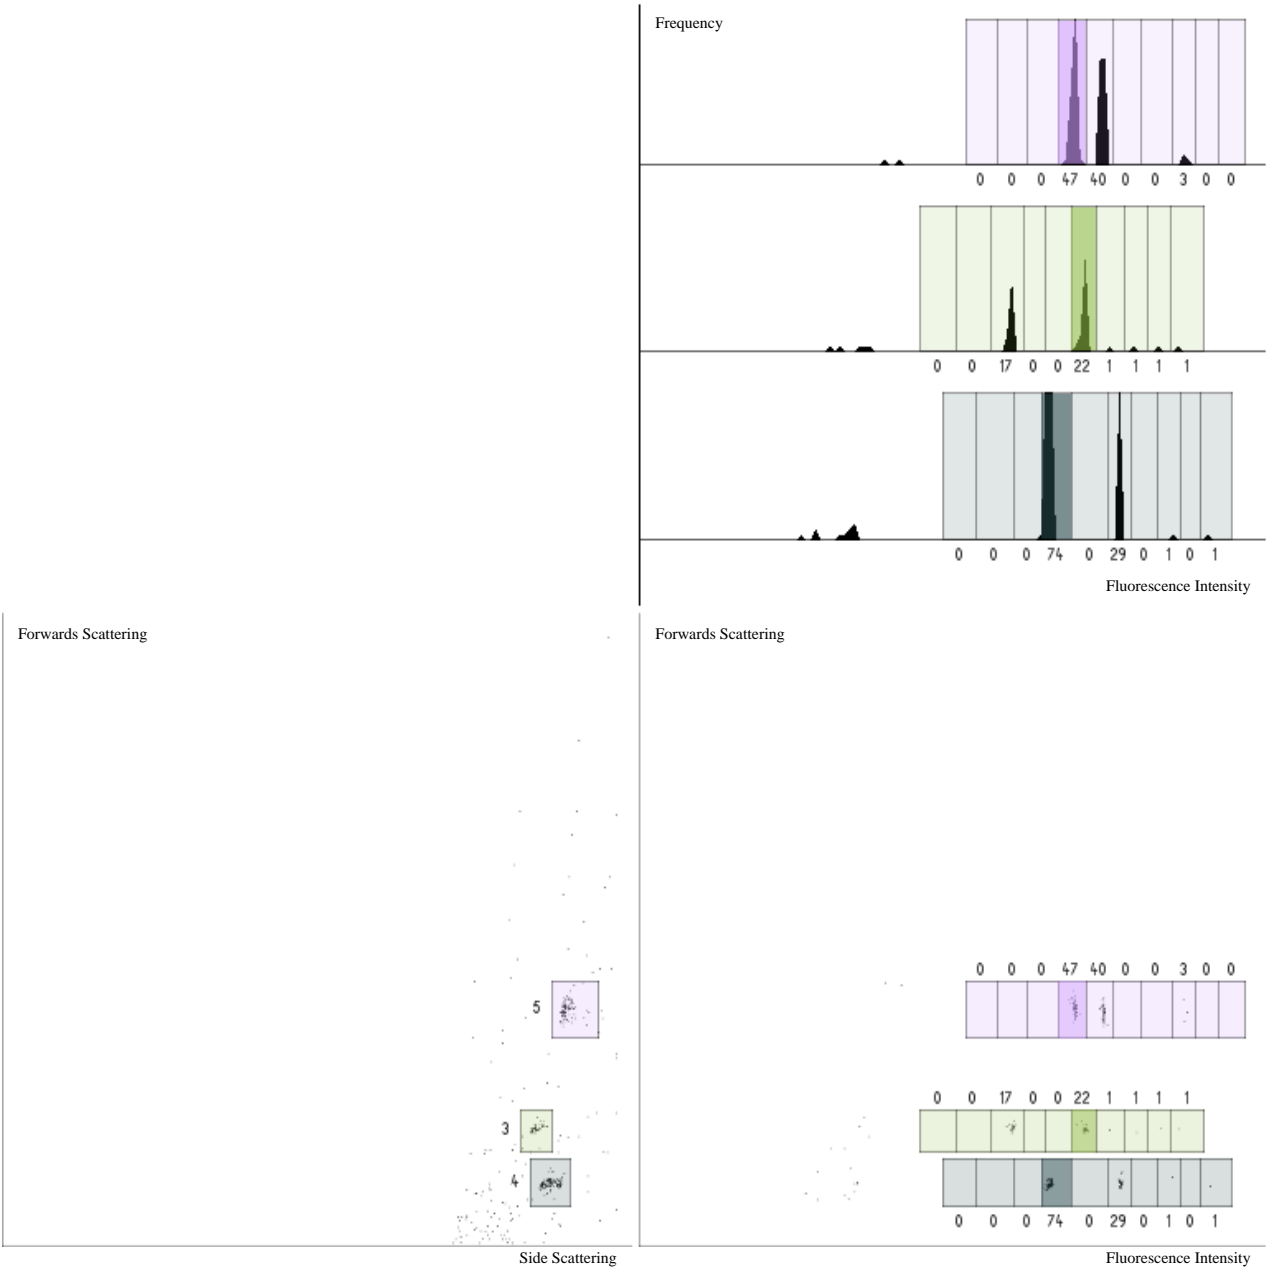 Frequency
0 0 0 47 40 0 0 3 0 0
0 0 17 0 0 22 1 1 1 1
0 0 0 74 0 29 0 1 0 1
Fluorescence Intensity
Forwards Scattering
5
3
4
Side Scattering
Forwards Scattering
0 0 0 47 40 0 0 3 0 0
0 0 17 0 0 22 1 1 1 1
0 0 0 74 0 29 0 1 0 1
Fluorescence Intensity